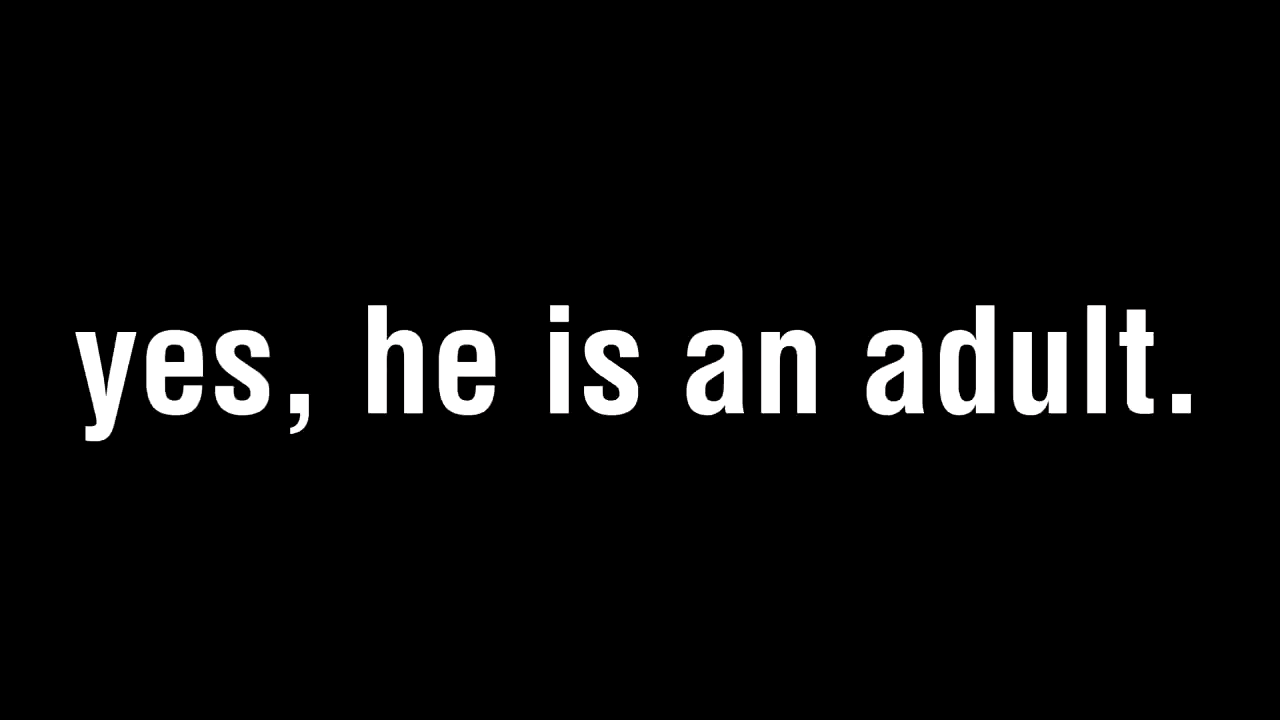 yes, he is an adult.